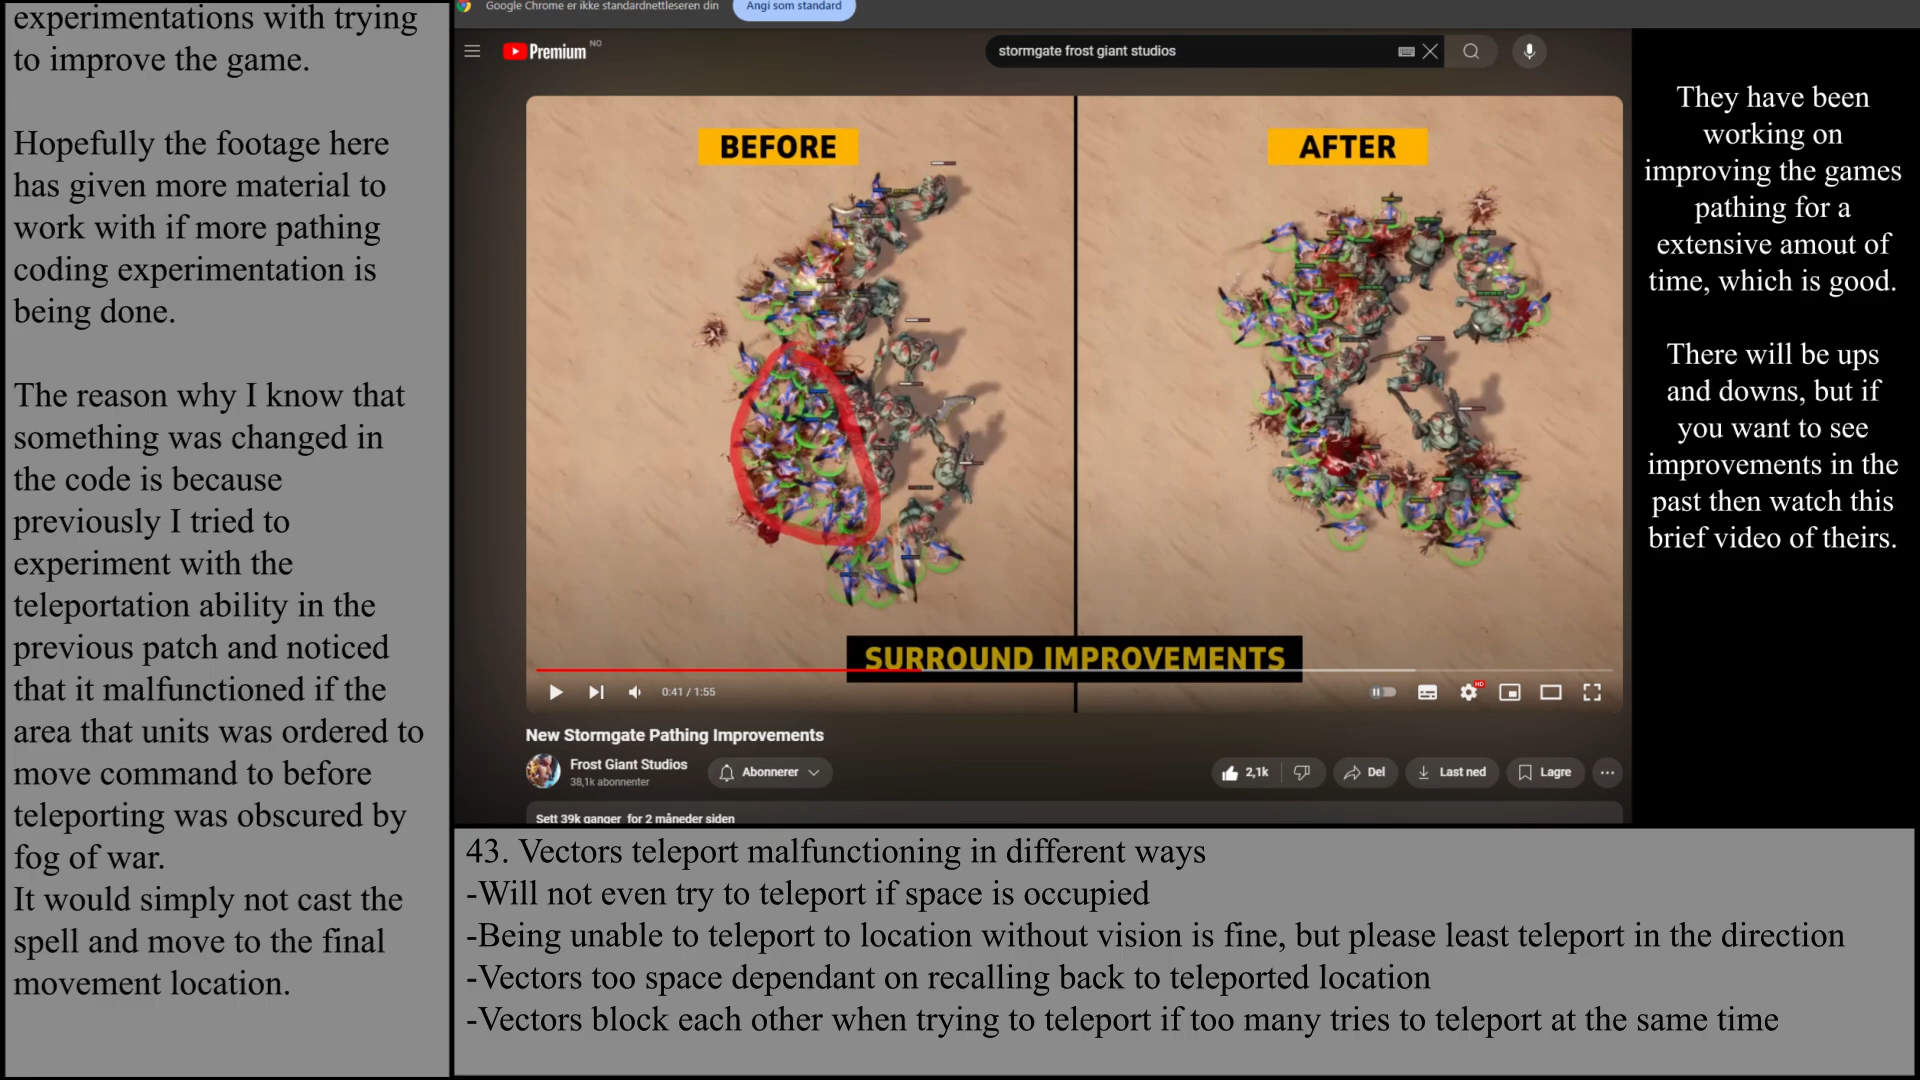 experimentations with trying
to improve the game.
Hopefully the footage here
has given more material to
work with if more pathing
coding experimentation is
being done.
The reason why I know that
something was changed in
the code is because
previously I tried to
experiment with the
teleportation ability in the
previous patch and noticed
that it malfunctioned if the
area that units was ordered to
move command to before
teleporting was obscured by
fog of war.
It would simply not cast the
spell and move to the final
movement location.
Google Chrome er ikke standardnettleseren din
Angi som standard
Premium NO
stormgate frost giant studios
BEFORE
AFTER
SURROUND IMPROVEMENTS
0:41 / 1:55
HD
New Stormgate Pathing Improvements
Frost Giant Studios
38,1k abonnenter
Abonnerer
2,1k
Del
Last ned
Lagre
Sett 39k ganger for 2 måneder siden
They have been
working on
improving the games
pathing for a
extensive amout of
time, which is good.
There will be ups
and downs, but if
you want to see
improvements in the
past then watch this
brief video of theirs.
43. Vectors teleport malfunctioning in different ways
-Will not even try to teleport if space is occupied
-Being unable to teleport to location without vision is fine, but please least teleport in the direction
-Vectors too space dependant on recalling back to teleported location
-Vectors block each other when trying to teleport if too many tries to teleport at the same time